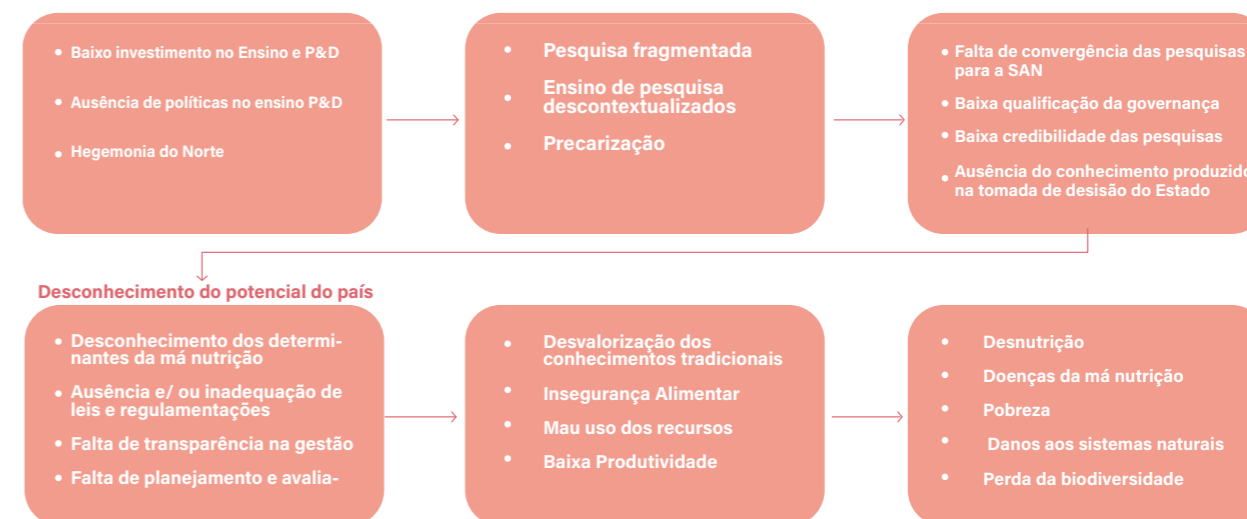 • Baixo investimento no Ensino e P&D
• Ausência de políticas no ensino P&D
• Hegemonia do Norte
• Pesquisa fragmentada
• Ensino de pesquisa
descontextualizados
• Precarização
• Falta de convergência das pesquisas
para a SAN
• Baixa qualificação da governança
• Baixa credibilidade das pesquisas
• Ausência do conhecimento produzido
na tomada de desisão do Estado
Desconhecimento do potencial do país
• Desconhecimento dos determi-
nantes da má nutrição
• Ausência e/ ou inadequação de
leis e regulamentações
• Falta de transparência na gestão
• Falta de planejamento e avalia-
• Desvalorização dos
conhecimentos tradicionais
• Insegurança Alimentar
• Mau uso dos recursos
• Baixa Produtividade
• Desnutrição
• Doenças da má nutrição
• Pobreza
• Danos aos sistemas naturais
• Perda da biodiversidade